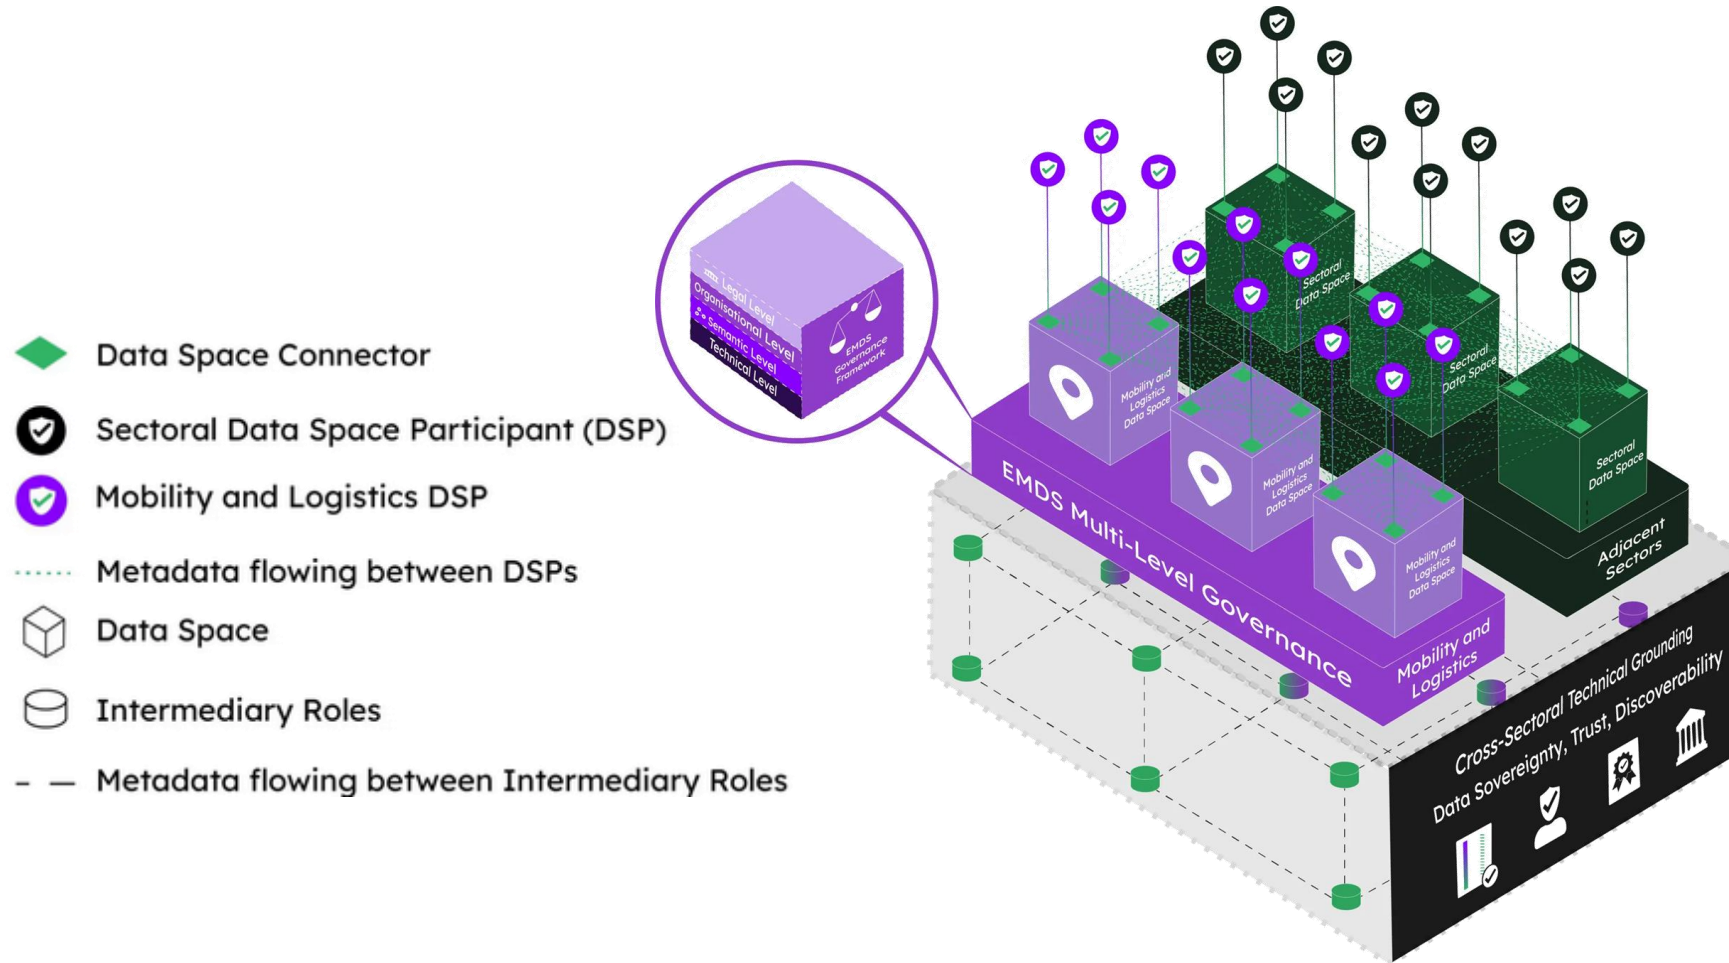 Data Space Connector
Sectoral Data Space Participant (DSP)
Mobility and Logistics DSP
Metadata flowing between DSPs
Data Space
Intermediary Roles
Metadata flowing between Intermediary Roles
Legal Level
Organisational Level
Semantic Level
Technical Level
EMDS
Governance
Framework
Sectoral
Data Space
Sectoral
Data Space
Sectoral
Data Space
Mobility and
Logistics
Data Space
Mobility and
Logistics
Data Space
Mobility and
Logistics
Data Space
EMDS Multi-Level Governance
Mobility and
Logistics
Adjacent
Sectors
Cross-Sectoral Technical Grounding
Data Sovereignty, Trust, Discoverability